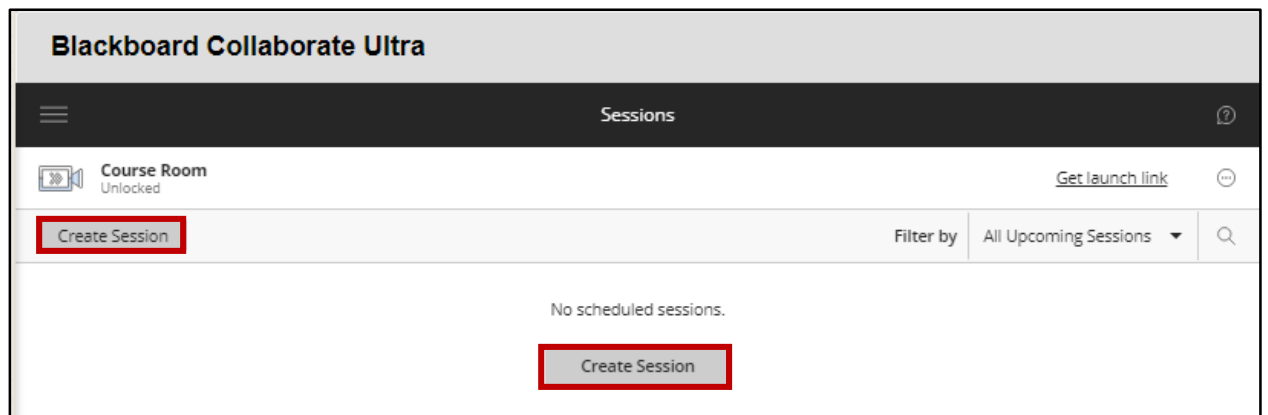 Blackboard Collaborate Ultra
Sessions
Course Room
Unlocked
Get launch link
Create Session
Filter by
All Upcoming Sessions
No scheduled sessions.
Create Session